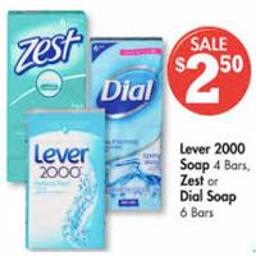 Zest
Dial
Lever
2000
SALE
$2.50
Lever 2000
Soap 4 Bars,
Zest or
Dial Soap
6 Bars